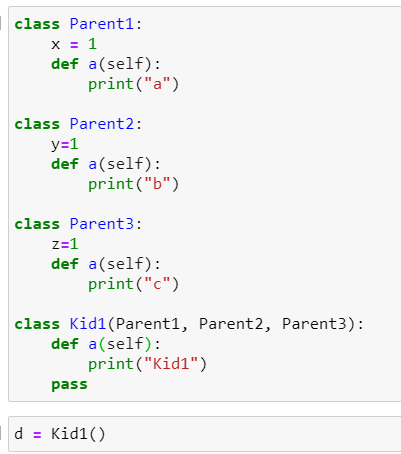 class Parent1:
    x = 1
    def a(self):
        print("a")
class Parent2:
    y=1
    def a(self):
        print("b")
class Parent3:
    z=1
    def a(self):
        print("c")
class Kid1(Parent1, Parent2, Parent3):
    def a(self):
        print("Kid1")
    pass
d = Kid1()